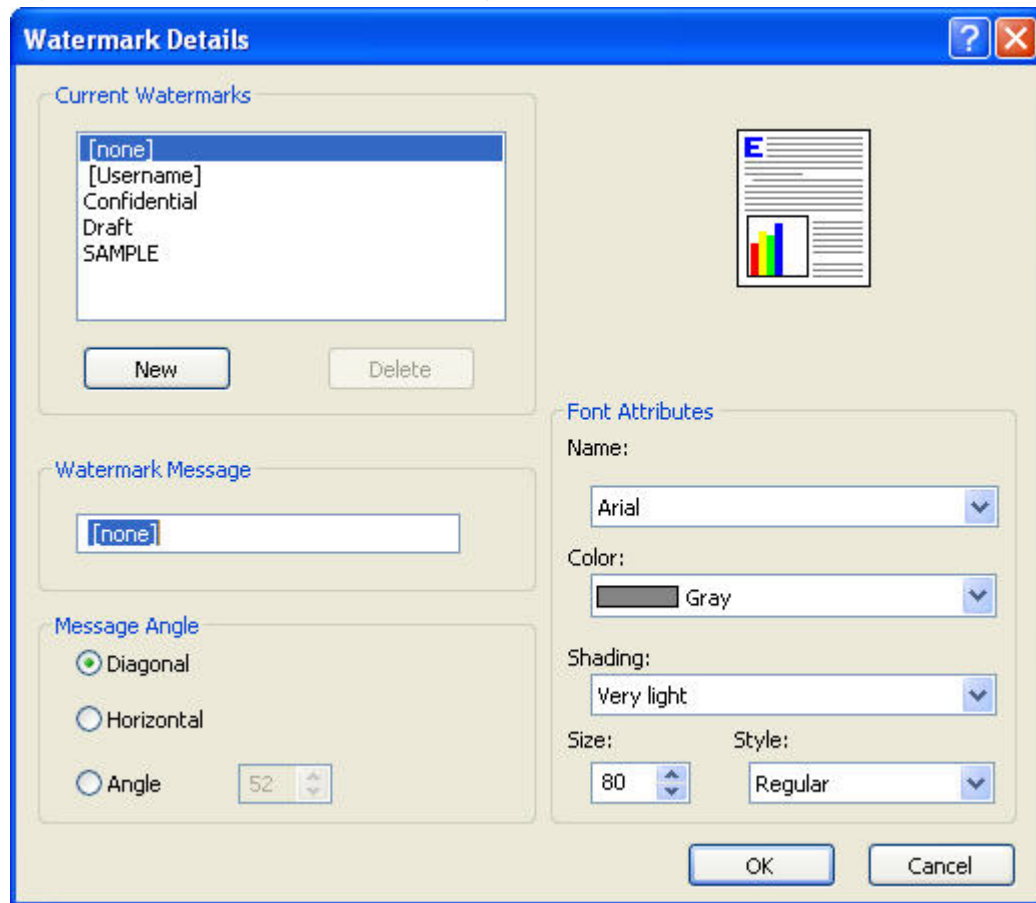 Watermark Details
Current Watermarks
[none]
[Username]
Confidential
Draft
SAMPLE
New
Delete
E
Watermark Message
[none]
Message Angle
Diagonal
Horizontal
Angle
52
Font Attributes
Name:
Arial
Color:
Gray
Shading:
Very light
Size:
Style:
80
Regular
OK
Cancel